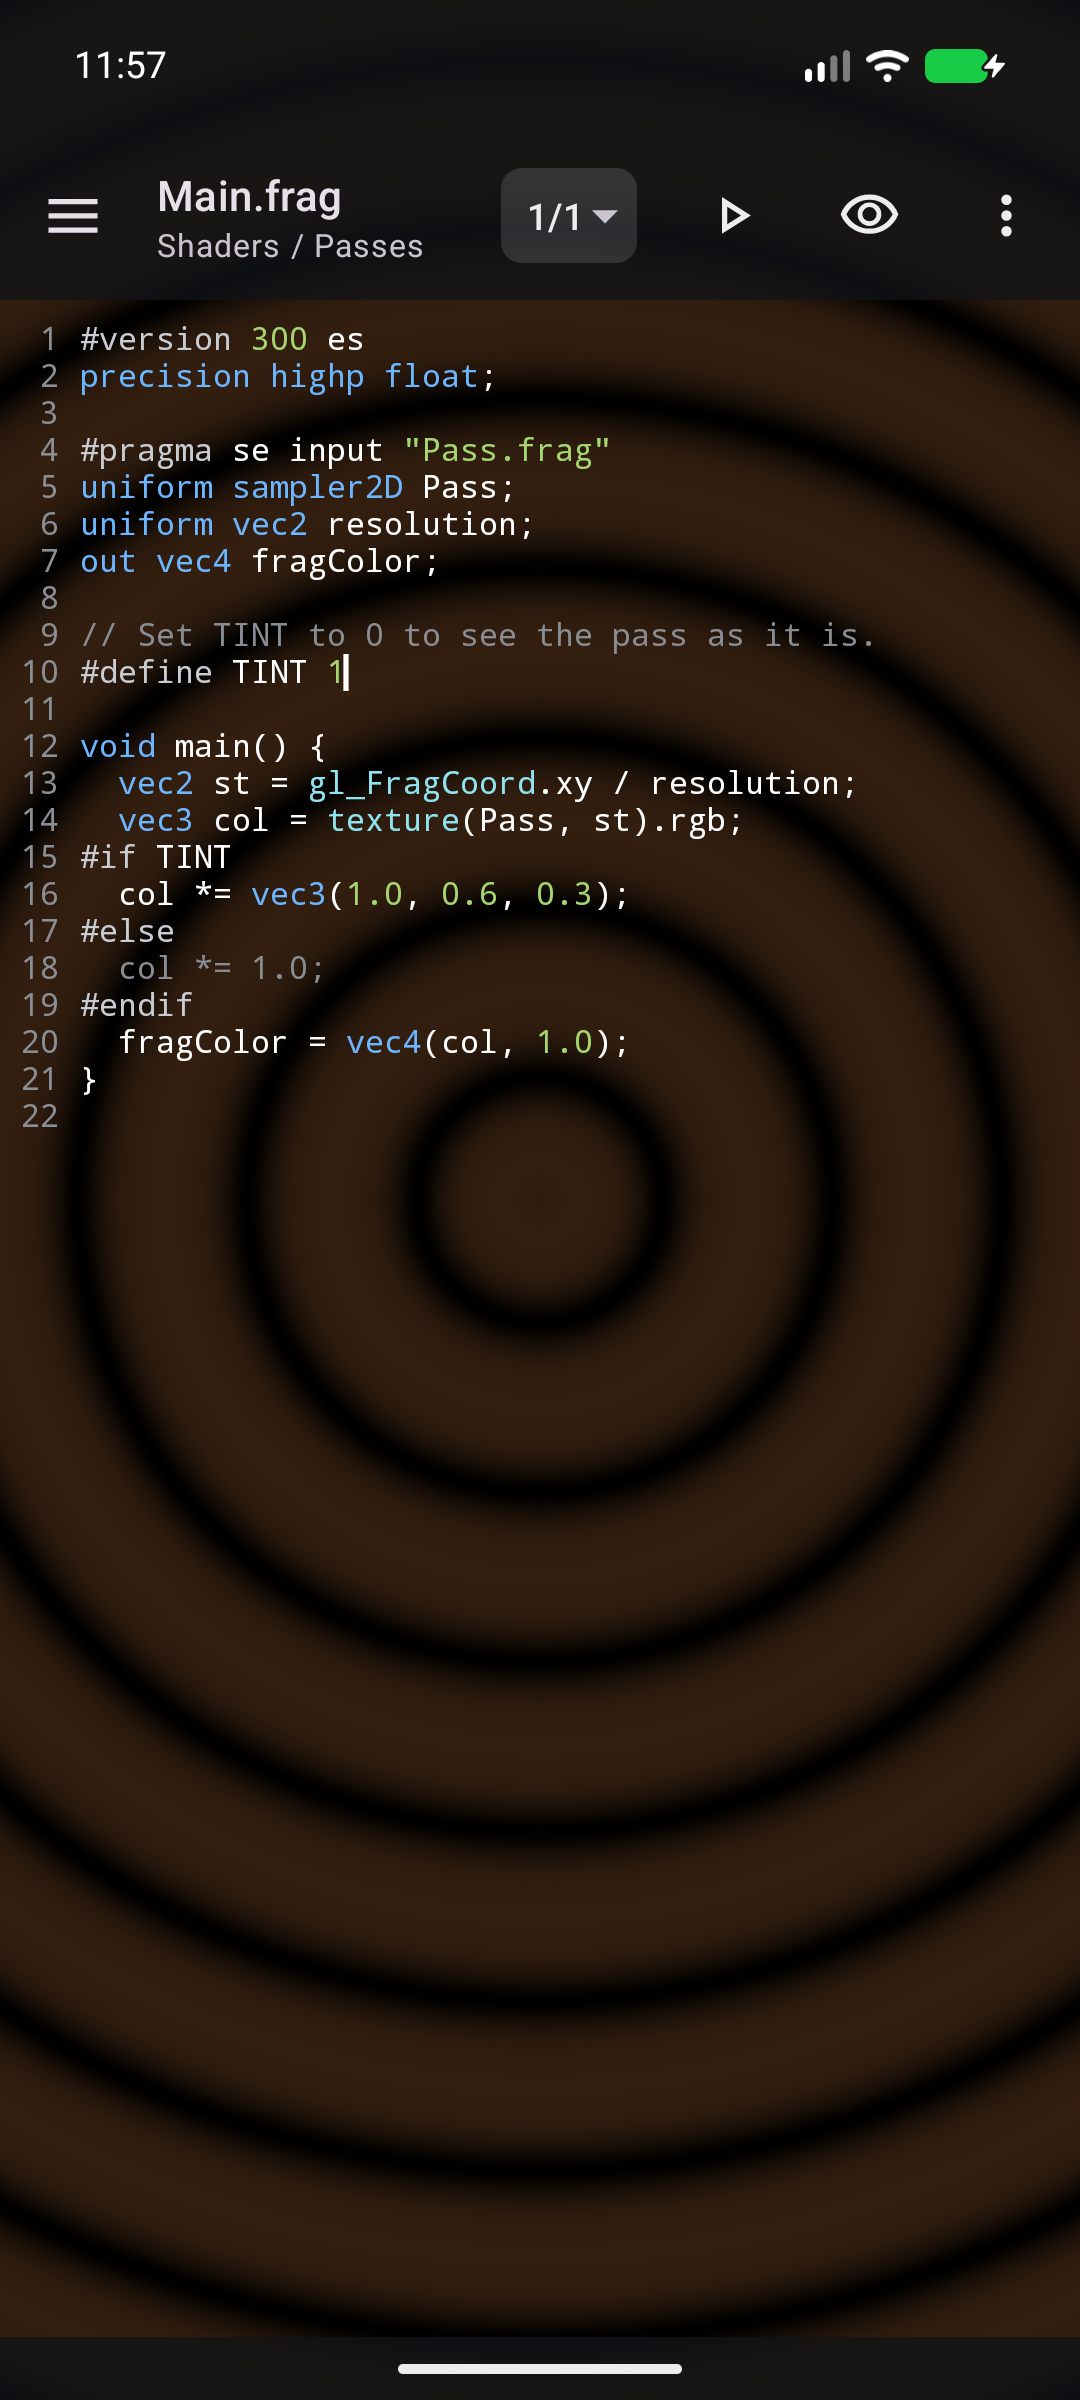 11:57
Main.frag
Shaders / Passes
1/1
1 #version 300 es
2 precision highp float;
3
4 #pragma se input "Pass.frag"
5 uniform sampler2D Pass;
6 uniform vec2 resolution;
7 out vec4 fragColor;
8
9 // Set TINT to 0 to see the pass as it is.
10 #define TINT 1
11
12 void main() {
13   vec2 st = gl_FragCoord.xy / resolution;
14   vec3 col = texture(Pass, st).rgb;
15 #if TINT
16   col *= vec3(1.0, 0.6, 0.3);
17 #else
18   col *= 1.0;
19 #endif
20   fragColor = vec4(col, 1.0);
21 }
22